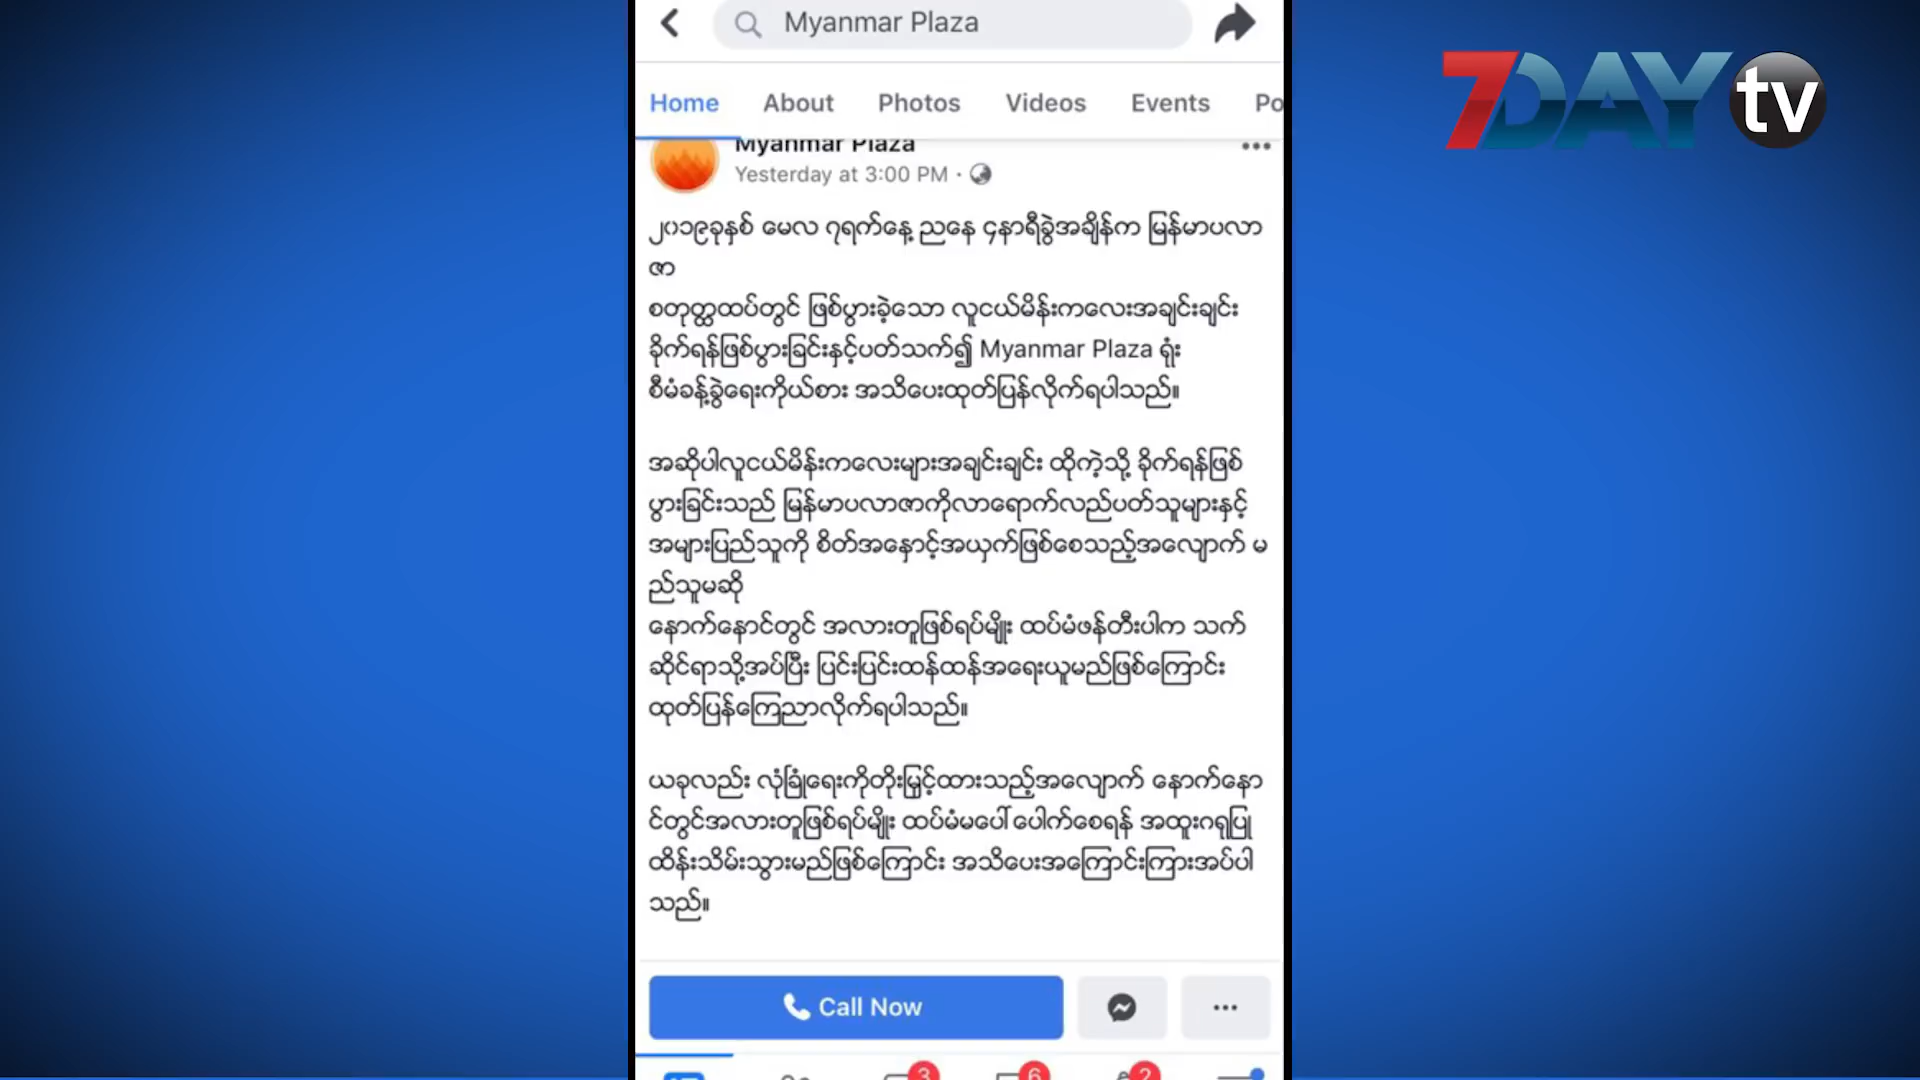 Myanmar Plaza
7DAY tv
Home About Photos Videos Events Po
Myanmar Plaza
Yesterday at 3:00 PM ·
၂၀၁၉ခုနှစ် မေလ ၇ရက်နေ့ ညနေ ၄နာရီခွဲအချိန်က မြန်မာပလာ
ဇာ
စတုတ္ထထပ်တွင် ဖြစ်ပွားခဲ့သော လူငယ်မိန်းကလေးအချင်းချင်း
ခိုက်ရန်ဖြစ်ပွားခြင်းနှင့်ပတ်သက်၍ Myanmar Plaza ရုံး
စီမံခန့်ခွဲရေးကိုယ်စား အသိပေးထုတ်ပြန်လိုက်ရပါသည်။
အဆိုပါလူငယ်မိန်းကလေးများအချင်းချင်း ထိုကဲ့သို့ ခိုက်ရန်ဖြစ်
ပွားခြင်းသည် မြန်မာပလာဇာကိုလာရောက်လည်ပတ်သူများနှင့်
အများပြည်သူကို စိတ်အနှောင့်အယှက်ဖြစ်စေသည့်အလျောက် မ
ည်သူမဆို
နောက်နောင်တွင် အလားတူဖြစ်ရပ်မျိုး ထပ်မံဖန်တီးပါက သက်
ဆိုင်ရာသို့အပ်ပြီး ပြင်းပြင်းထန်ထန်အရေးယူမည်ဖြစ်ကြောင်း
ထုတ်ပြန်ကြေညာလိုက်ရပါသည်။
ယခုလည်း လုံခြုံရေးကိုတိုးမြှင့်ထားသည့်အလျောက် နောက်နော
င်တွင်အလားတူဖြစ်ရပ်မျိုး ထပ်မံမပေါ် ပေါက်စေရန် အထူးဂရုပြု
ထိန်းသိမ်းသွားမည်ဖြစ်ကြောင်း အသိပေးအကြောင်းကြားအပ်ပါ
သည်။
Call Now
3 6 2